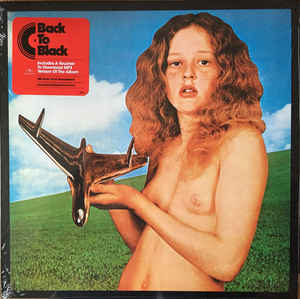 Back
To
Black
Includes A Voucher
To Download MP3
Version Of The Album